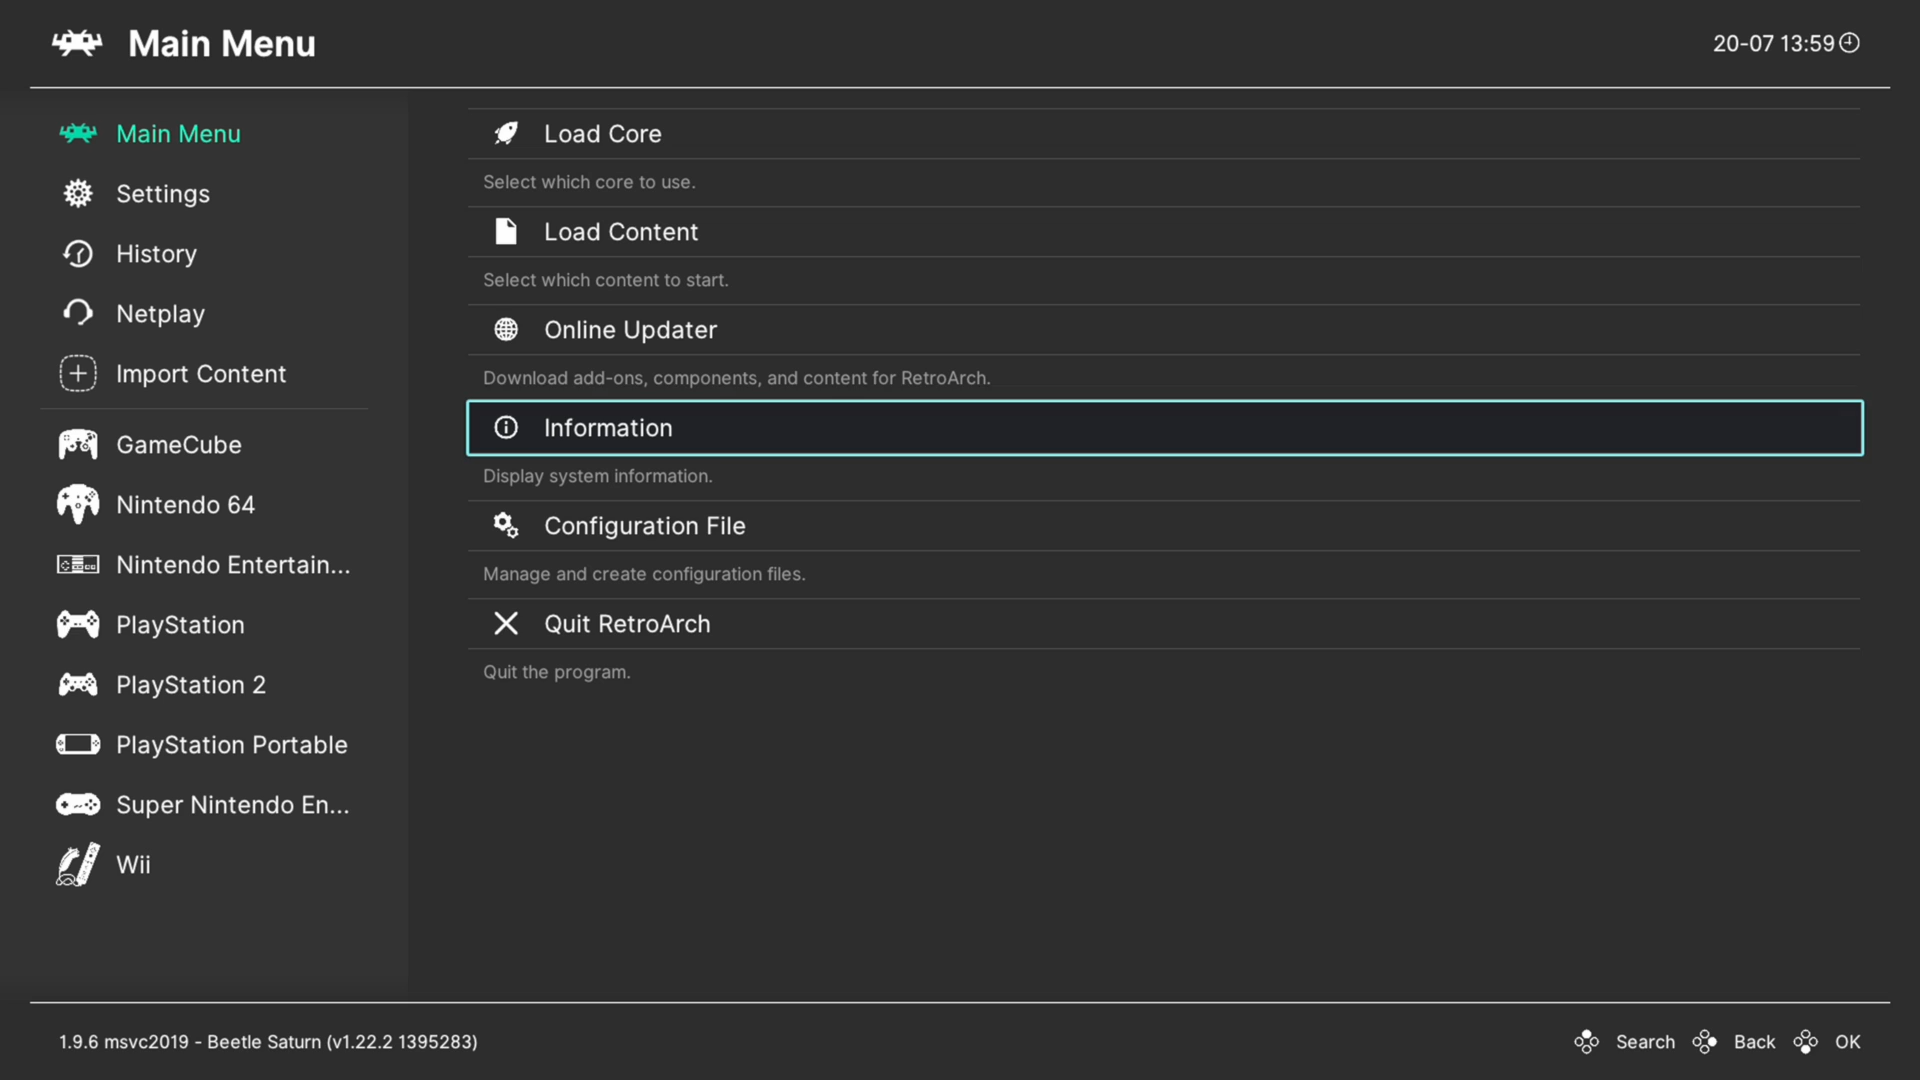 Main Menu
20-07 13:59
Main Menu
Settings
History
Netplay
Import Content
GameCube
Nintendo 64
Nintendo Entertain...
PlayStation
PlayStation 2
PlayStation Portable
Super Nintendo En...
Wii
Load Core
Select which core to use.
Load Content
Select which content to start.
Online Updater
Download add-ons, components, and content for RetroArch.
Information
Display system information.
Configuration File
Manage and create configuration files.
Quit RetroArch
Quit the program.
1.9.6 msvc2019 - Beetle Saturn (v1.22.2 1395283)
Search Back OK